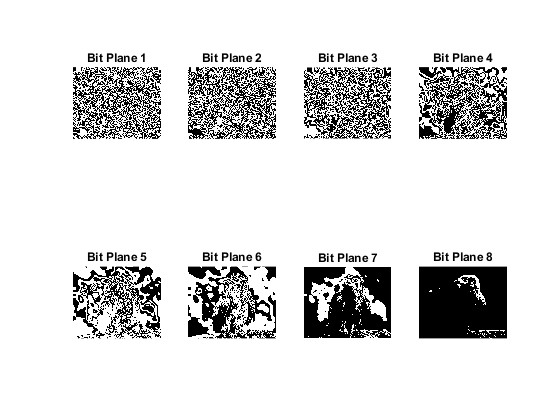 Bit Plane 1
Bit Plane 2
Bit Plane 3
Bit Plane 4
Bit Plane 5
Bit Plane 6
Bit Plane 7
Bit Plane 8